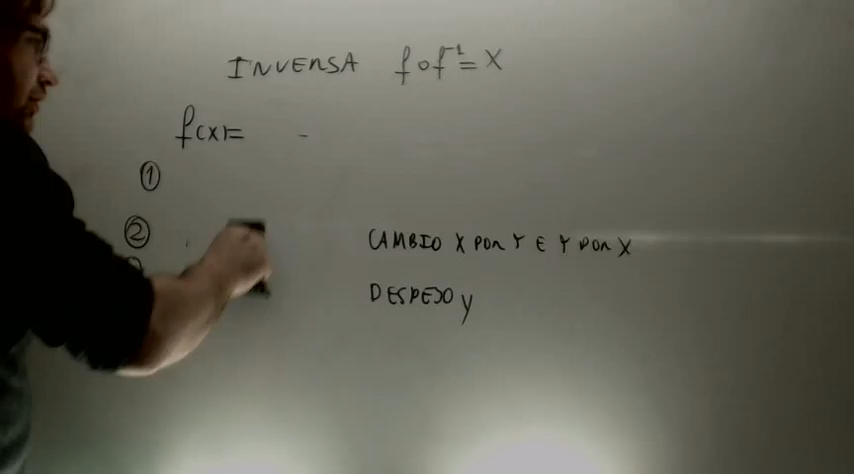 INVERSA f o f⁻¹ = X
f(x) =
①
② CAMBIO X POR Y E Y POR X
DESPEJO y